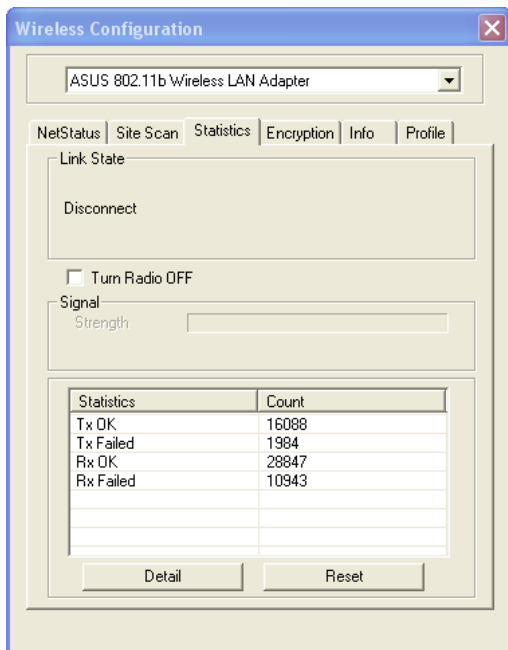 Wireless Configuration
ASUS 802.11b Wireless LAN Adapter
NetStatus Site Scan Statistics Encryption Info Profile
Link State
Disconnect
Turn Radio OFF
Signal
Strength
Statistics Count
Tx OK 16088
Tx Failed 1984
Rx OK 28847
Rx Failed 10943
Detail Reset